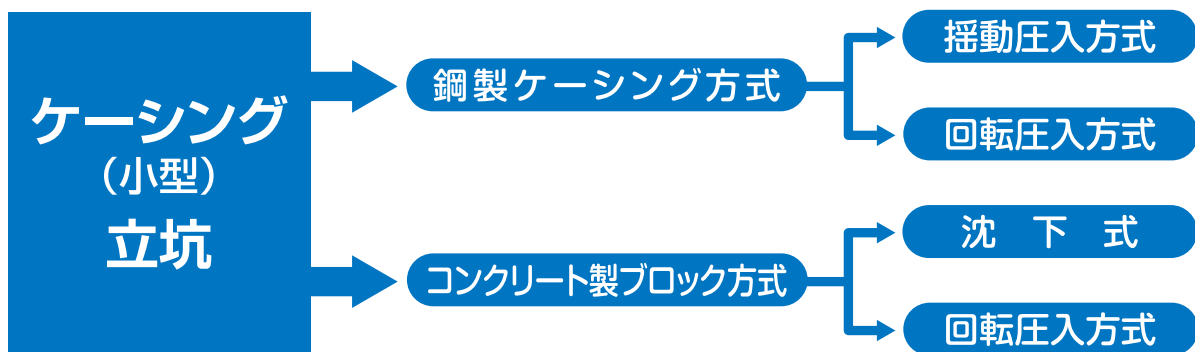 ケーシング
（小型）
立坑
鋼製ケーシング方式
揺動圧入方式
回転圧入方式
コンクリート製ブロック方式
沈下式
回転圧入方式